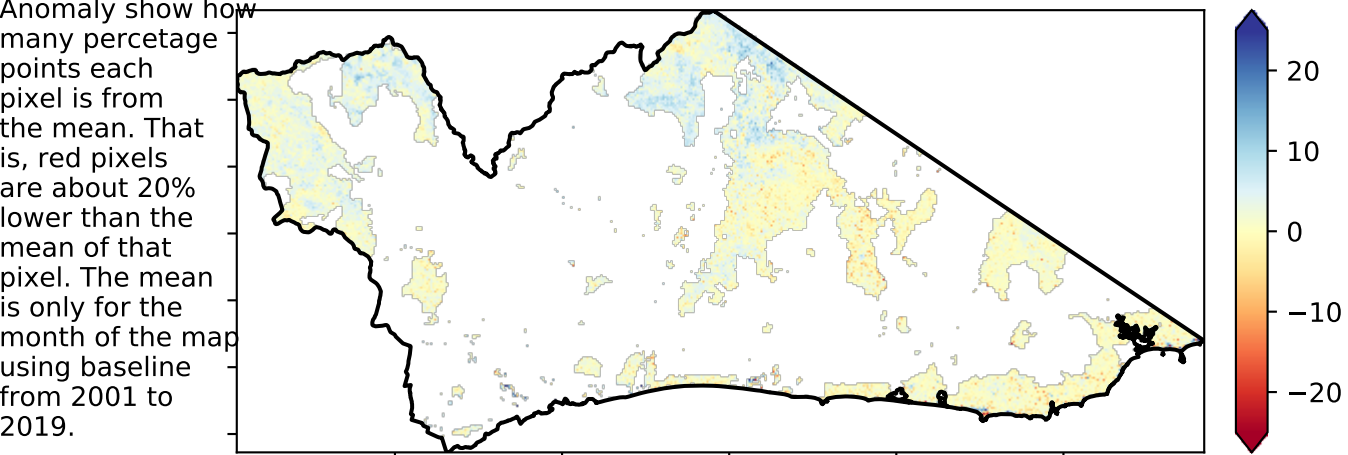 Anomaly show how
many percetage
points each
pixel is from
the mean. That
is, red pixels
are about 20%
lower than the
mean of that
pixel. The mean
is only for the
month of the map
using baseline
from 2001 to
2019.
20
10
0
−10
−20